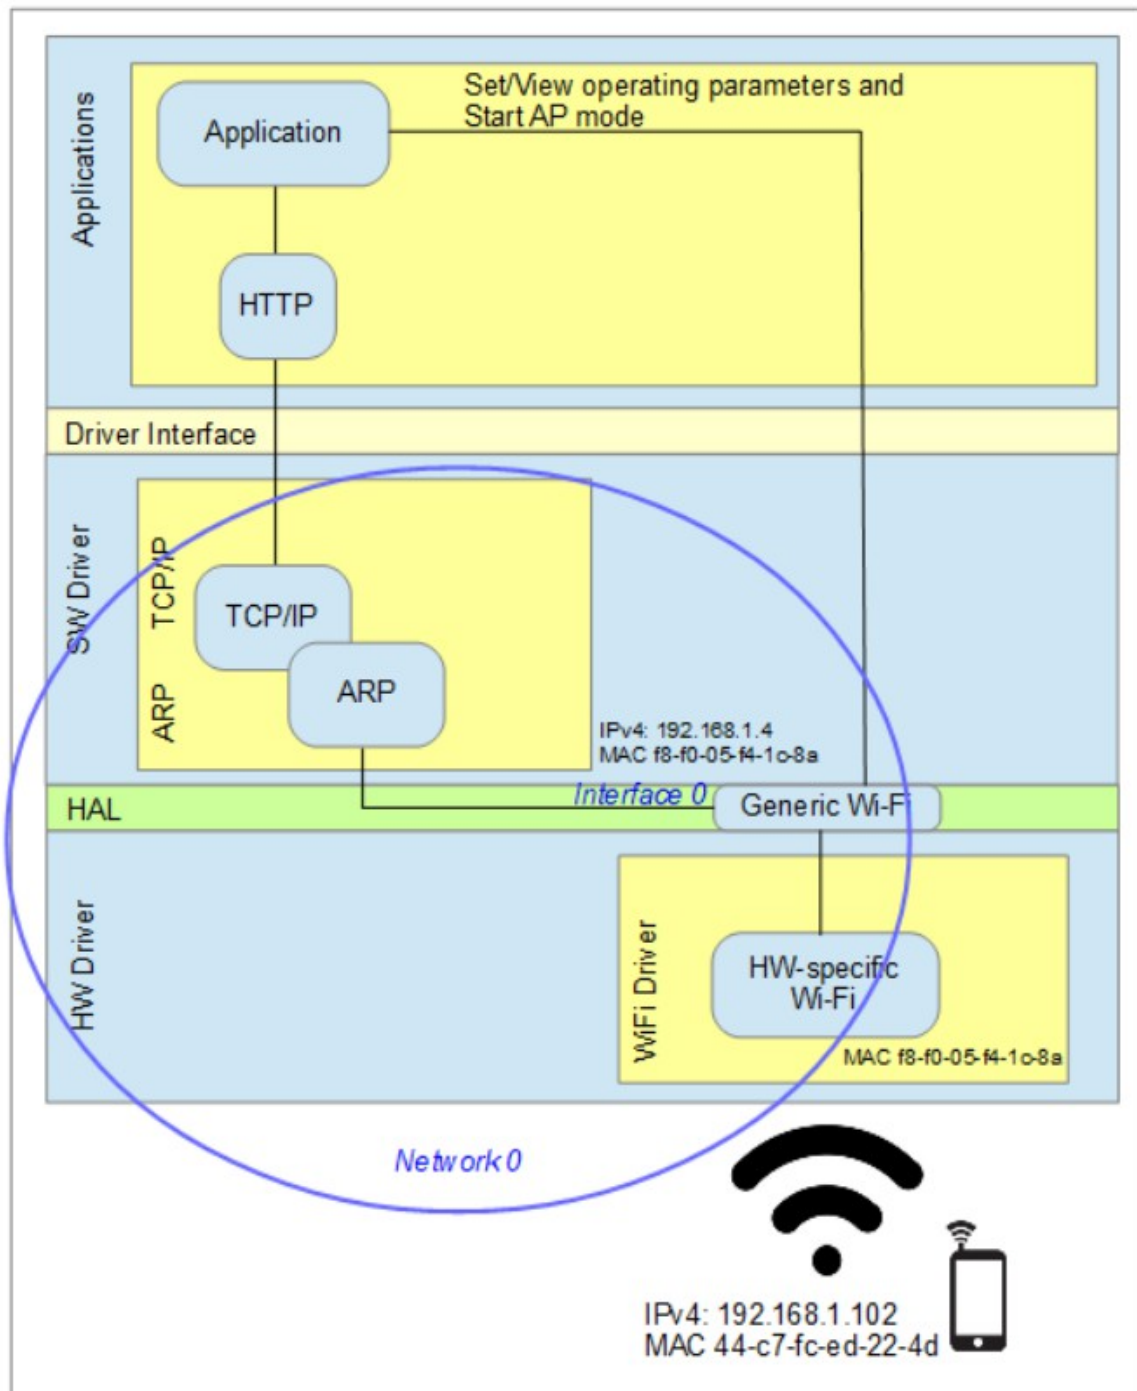 Set/View operating parameters and
Start AP mode
Application
Applications
HTTP
Driver Interface
SW Driver
TCP/IP
TCP/IP
ARP
ARP
IPv4: 192.168.1.4
MAC f8-f0-05-f4-1c-8a
HAL
Interface 0
Generic Wi-Fi
HW Driver
WiFi Driver
HW-specific
Wi-Fi
MAC f8-f0-05-f4-1c-8a
Network 0
IPv4: 192.168.1.102
MAC 44-c7-fc-ed-22-4d